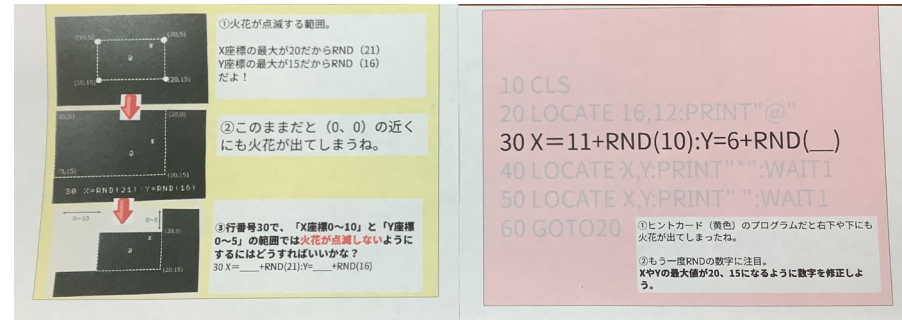 ①火花が点滅する範囲。
X座標の最大が20だからRND（21）
Y座標の最大が15だからRND（16）
だよ！
(20,5)
(20,15)
②このままだと（0、0）の近く
にも火花が出てしまうね。
(0,15)
(20,15)
30 X=RND(21):Y=RND(16)
0～10
0～5
(20,5)
(20,15)
③行番号30で、「X座標0～10」と「Y座標
0～5」の範囲では火花が点滅しないように
するにはどうすればいいかな？
30 X＝____+RND(21):Y=____+RND(16)
10 CLS
20 LOCATE 16,12:PRINT"@"
30 X＝11+RND(10):Y=6+RND(__)
40 LOCATE X,Y:PRINT"*":WAIT1
50 LOCATE X,Y:PRINT" ":WAIT1
60 GOTO20
①ヒントカード（黄色）のプログラムだと右下や下にも
火花が出てしまったね。
②もう一度RNDの数字に注目。
XやYの最大値が20、15になるように数字を修正しよ
う。